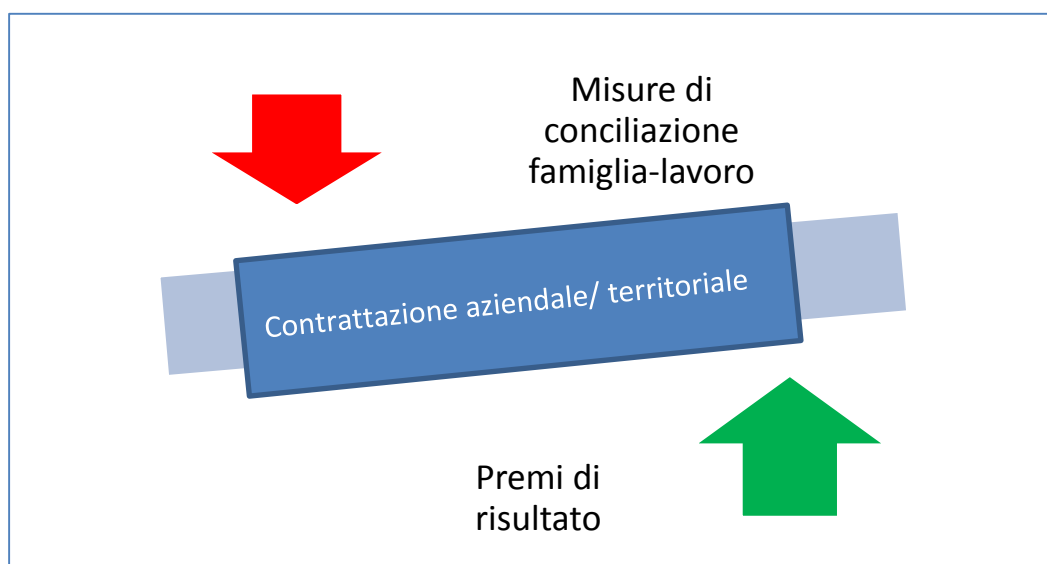 Misure di
conciliazione
famiglia-lavoro
Contrattazione aziendale/ territoriale
Premi di
risultato